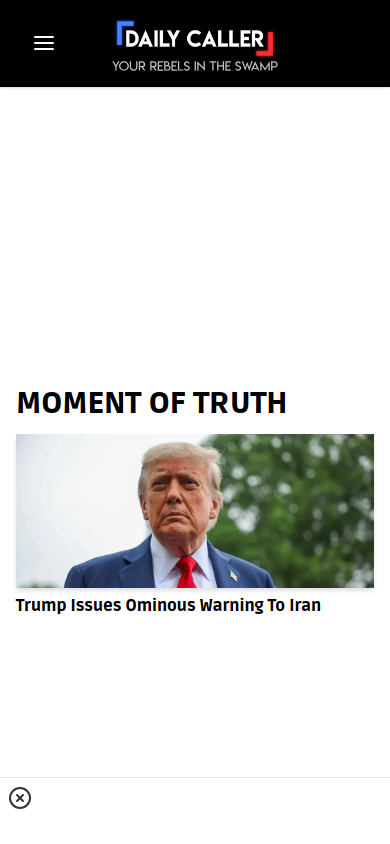 DAILY CALLER
YOUR REBELS IN THE SWAMP
MOMENT OF TRUTH
Trump Issues Ominous Warning To Iran